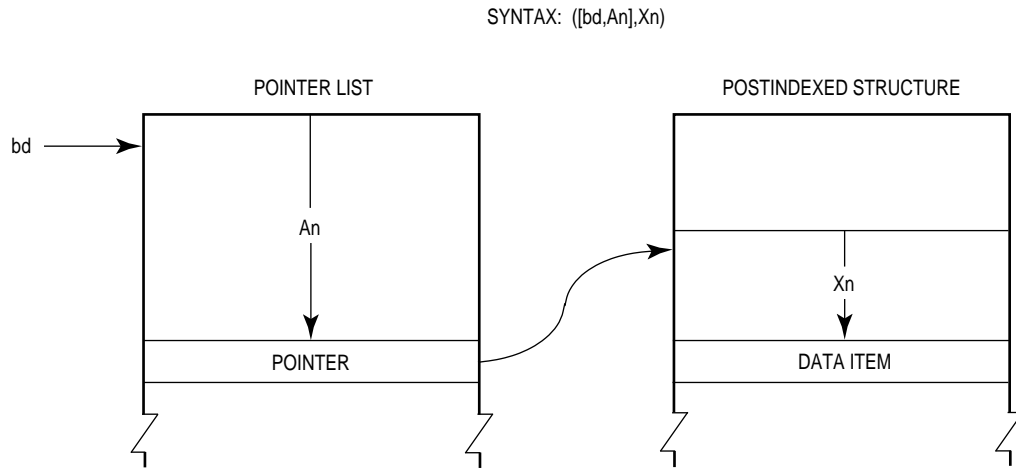 SYNTAX: ([bd,An],Xn)
POINTER LIST
POSTINDEXED STRUCTURE
bd
An
Xn
POINTER
DATA ITEM